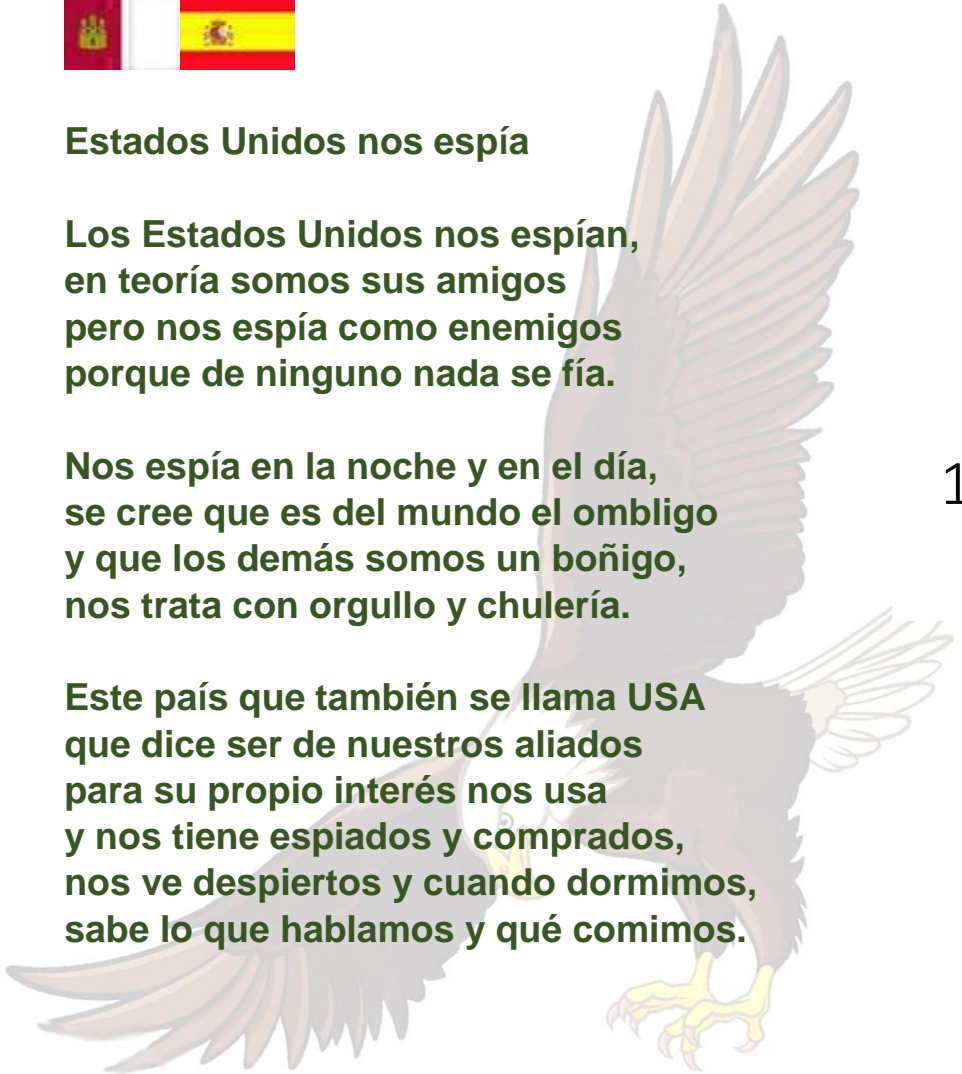 Estados Unidos nos espía
Los Estados Unidos nos espían,
en teoría somos sus amigos
pero nos espía como enemigos
porque de ninguno nada se fía.
Nos espía en la noche y en el día,
se cree que es del mundo el ombligo
y que los demás somos un boñigo,
nos trata con orgullo y chulería.
Este país que también se llama USA
que dice ser de nuestros aliados
para su propio interés nos usa
y nos tiene espiados y comprados,
nos ve despiertos y cuando dormimos,
sabe lo que hablamos y qué comimos.
1